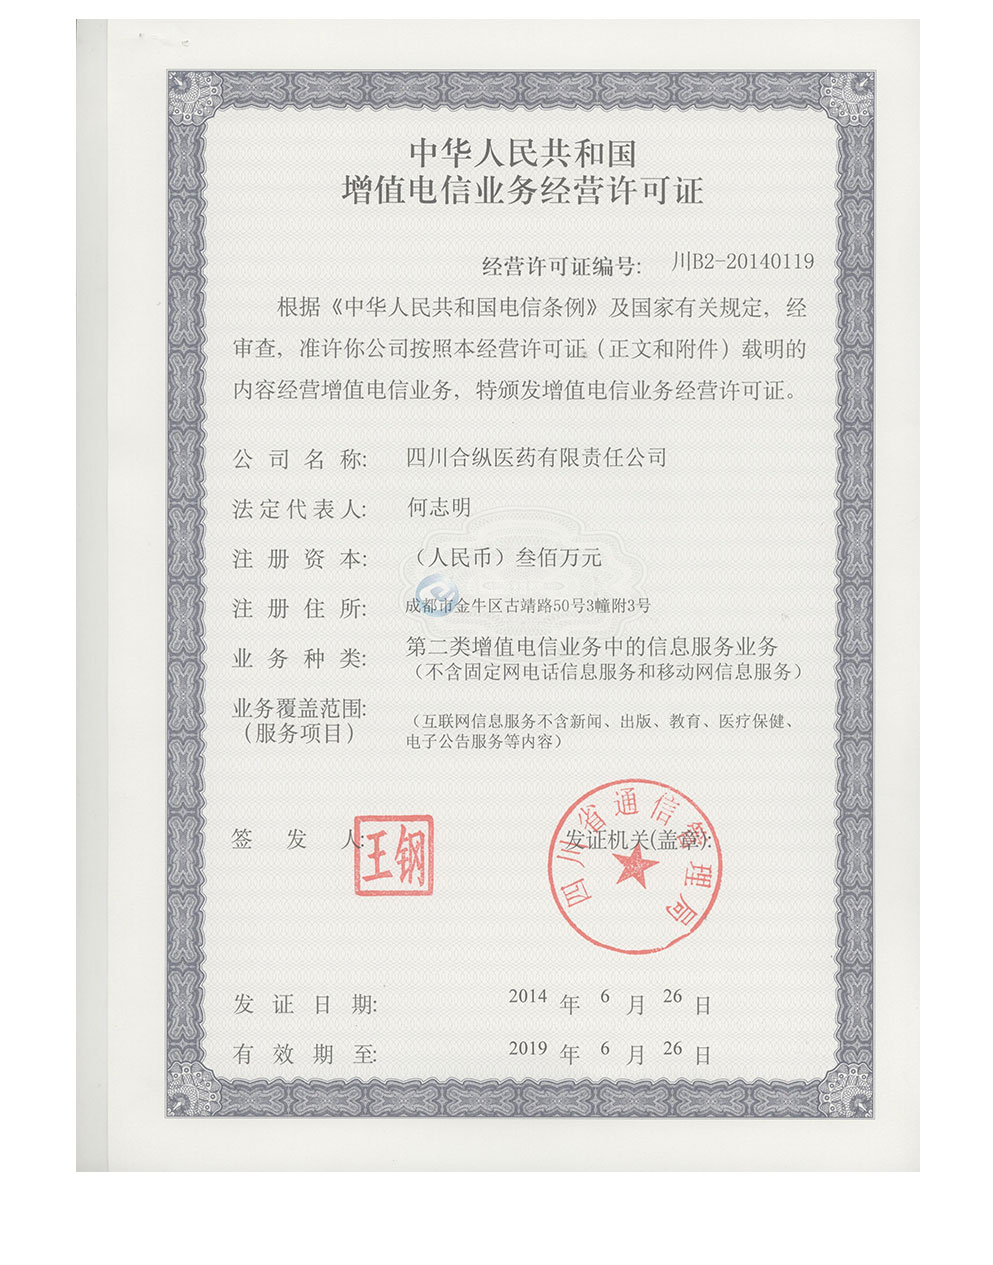 中华人民共和国
增值电信业务经营许可证
经营许可证编号: 川B2-20140119
根据《中华人民共和国电信条例》及国家有关规定，经
审查，准许你公司按照本经营许可证（正文和附件）载明的
内容经营增值电信业务，特颁发增值电信业务经营许可证。
公司名称: 四川合纵医药有限责任公司
法定代表人: 何志明
注册资本: （人民币）叁佰万元
注册住所: 成都市金牛区古靖路50号3幢附3号
业务种类: 第二类增值电信业务中的信息服务业务
（不含固定网电话信息服务和移动网信息服务）
业务覆盖范围:
（服务项目）
（互联网信息服务不含新闻、出版、教育、医疗保健、
电子公告服务等内容）
签发人:
王钢
发证机关(盖章):
四川省通信管理局
发证日期: 2014 年 6 月 26 日
有效期至: 2019 年 6 月 26 日